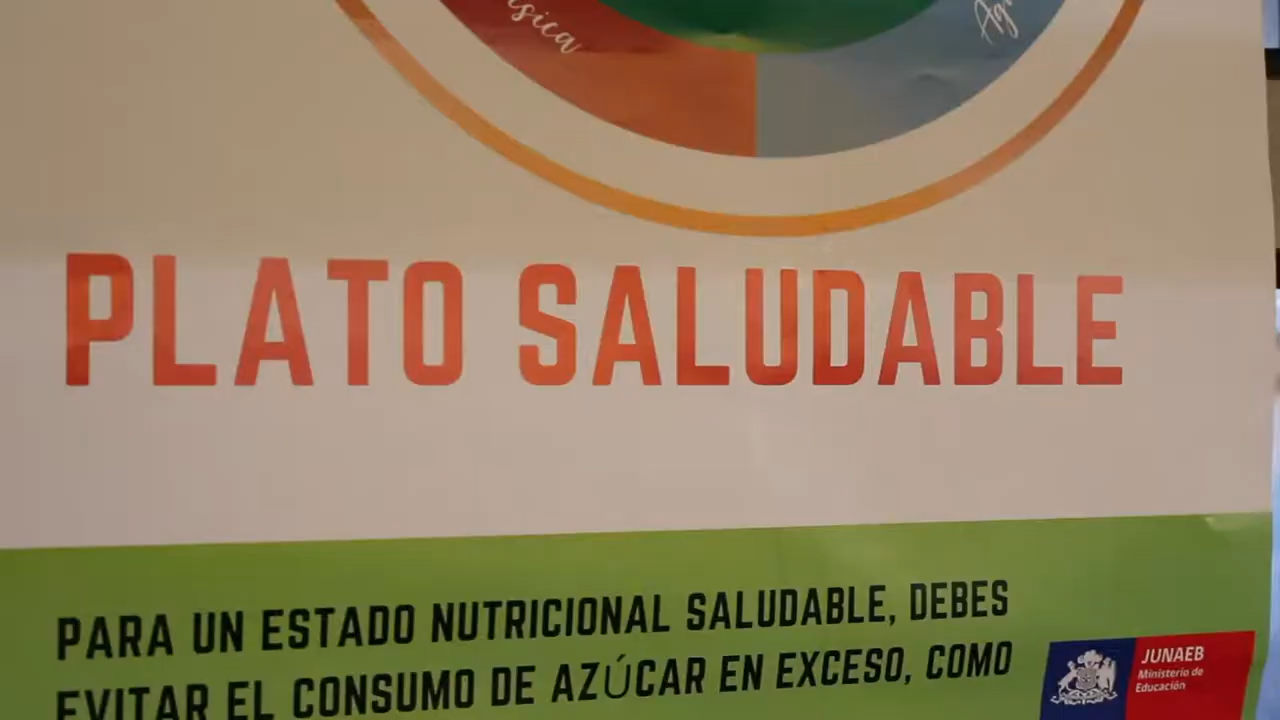 PLATO SALUDABLE
PARA UN ESTADO NUTRICIONAL SALUDABLE, DEBES
EVITAR EL CONSUMO DE AZÚCAR EN EXCESO, COMO
JUNAEB
Ministerio de
Educación